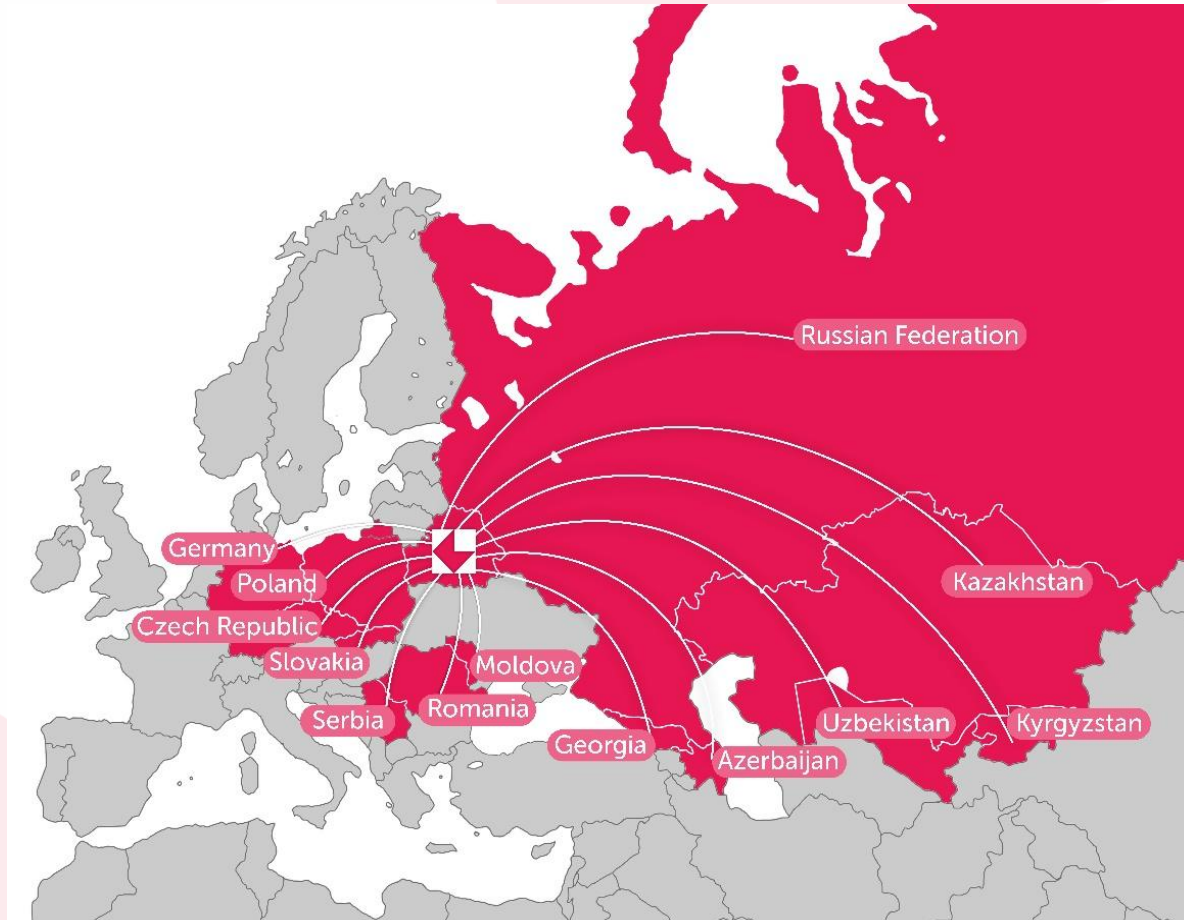 Russian Federation
Germany
Kazakhstan
Poland
Czech Republic
Slovakia
Moldova
Serbia
Romania
Uzbekistan
Kyrgyzstan
Georgia
Azerbaijan